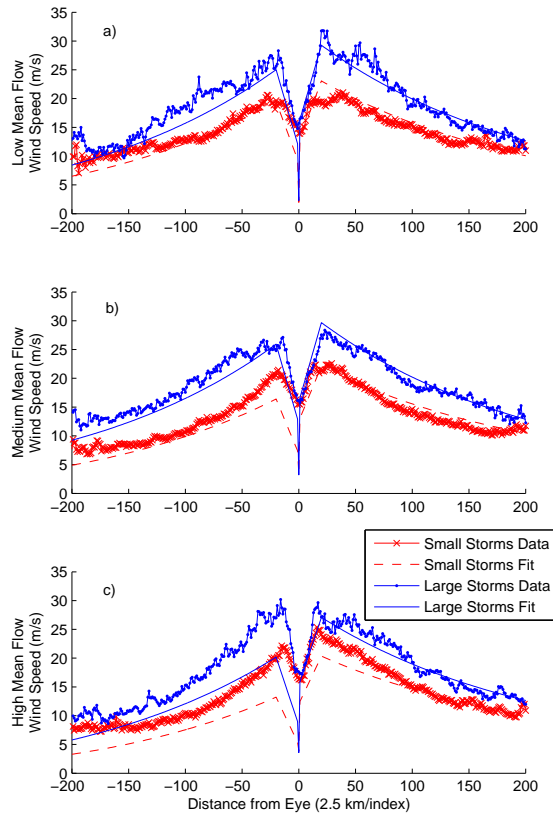 a)
35
30
25
20
15
10
5
0
Low Mean Flow
Wind Speed (m/s)
−200 −150 −100 −50 0 50 100 150 200
b)
35
30
25
20
15
10
5
0
Medium Mean Flow
Wind Speed (m/s)
−200 −150 −100 −50 0 50 100 150 200
Small Storms Data
Small Storms Fit
Large Storms Data
Large Storms Fit
c)
35
30
25
20
15
10
5
0
High Mean Flow
Wind Speed (m/s)
−200 −150 −100 −50 0 50 100 150 200
Distance from Eye (2.5 km/index)